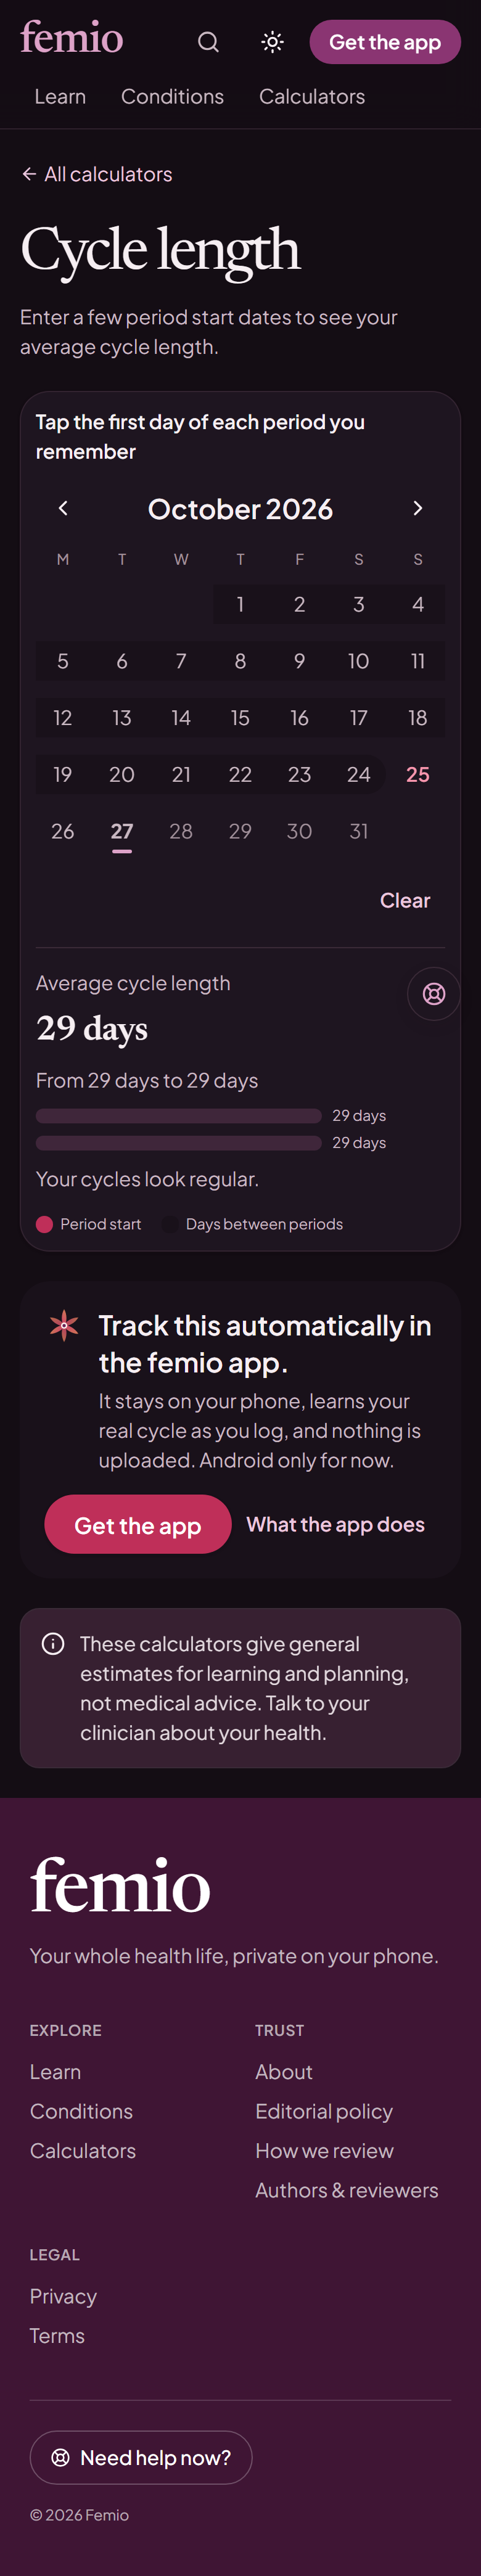 femio
Get the app
Learn Conditions Calculators
← All calculators
Cycle length
Enter a few period start dates to see your
average cycle length.
Tap the first day of each period you
remember
October 2026
M T W T F S S
1 2 3 4
5 6 7 8 9 10 11
12 13 14 15 16 17 18
19 20 21 22 23 24 25
26 27 28 29 30 31
Clear
Average cycle length
29 days
From 29 days to 29 days
29 days
29 days
Your cycles look regular.
Period start Days between periods
Track this automatically in
the femio app.
It stays on your phone, learns your
real cycle as you log, and nothing is
uploaded. Android only for now.
Get the app What the app does
These calculators give general
estimates for learning and planning,
not medical advice. Talk to your
clinician about your health.
femio
Your whole health life, private on your phone.
EXPLORE
Learn
Conditions
Calculators
TRUST
About
Editorial policy
How we review
Authors & reviewers
LEGAL
Privacy
Terms
Need help now?
© 2026 Femio